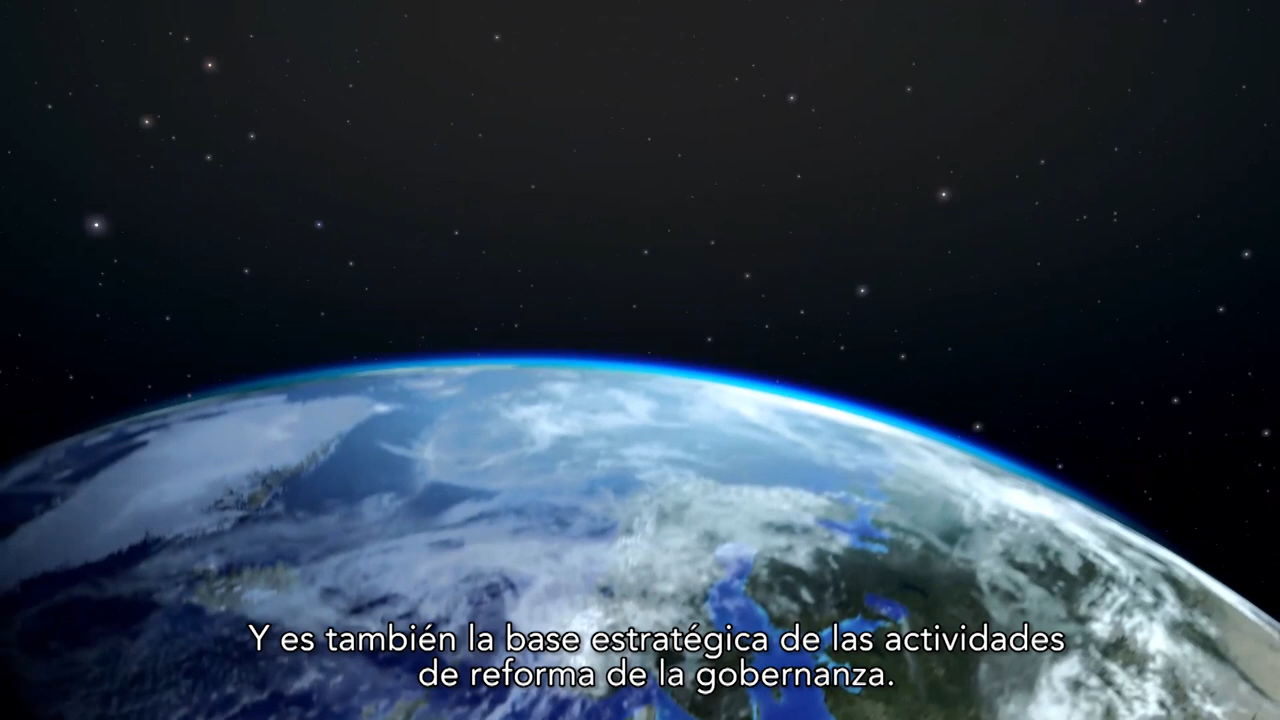 Y es también la base estratégica de las actividades
de reforma de la gobernanza.